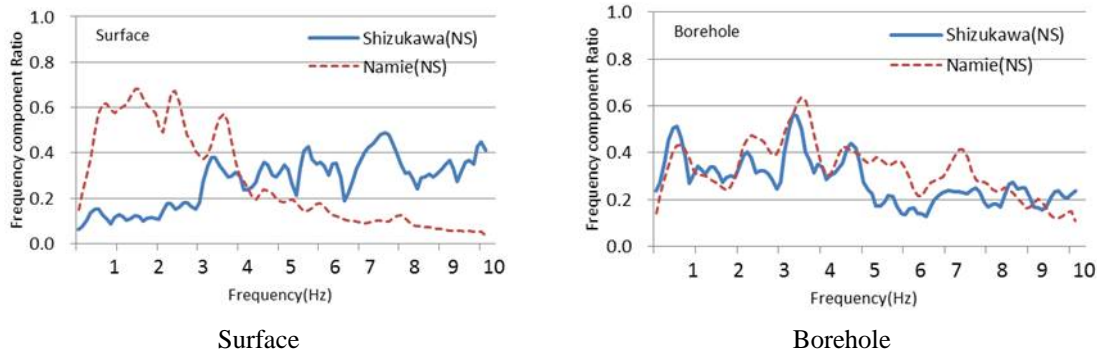 1.0
0.8
0.6
0.4
0.2
0.0
Frequency component Ratio
Surface
Shizukawa(NS)
Namie(NS)
1 2 3 4 5 6 7 8 9 10
Frequency(Hz)
Surface
1.0
0.8
0.6
0.4
0.2
0.0
Frequency component Ratio
Borehole
Shizukawa(NS)
Namie(NS)
1 2 3 4 5 6 7 8 9 10
Frequency(Hz)
Borehole